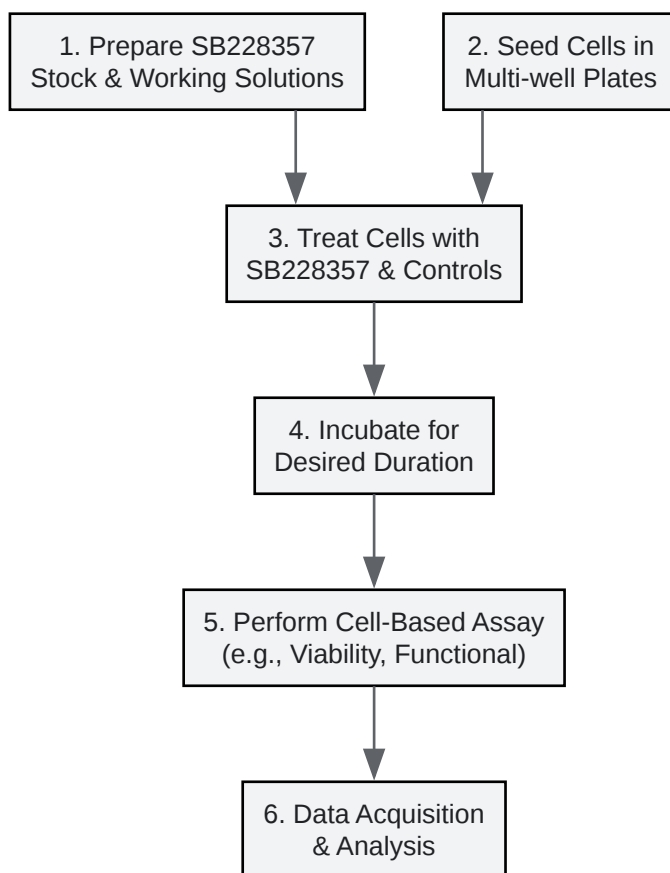 1. Prepare SB228357
Stock & Working Solutions
2. Seed Cells in
Multi-well Plates
3. Treat Cells with
SB228357 & Controls
4. Incubate for
Desired Duration
5. Perform Cell-Based Assay
(e.g., Viability, Functional)
6. Data Acquisition
& Analysis